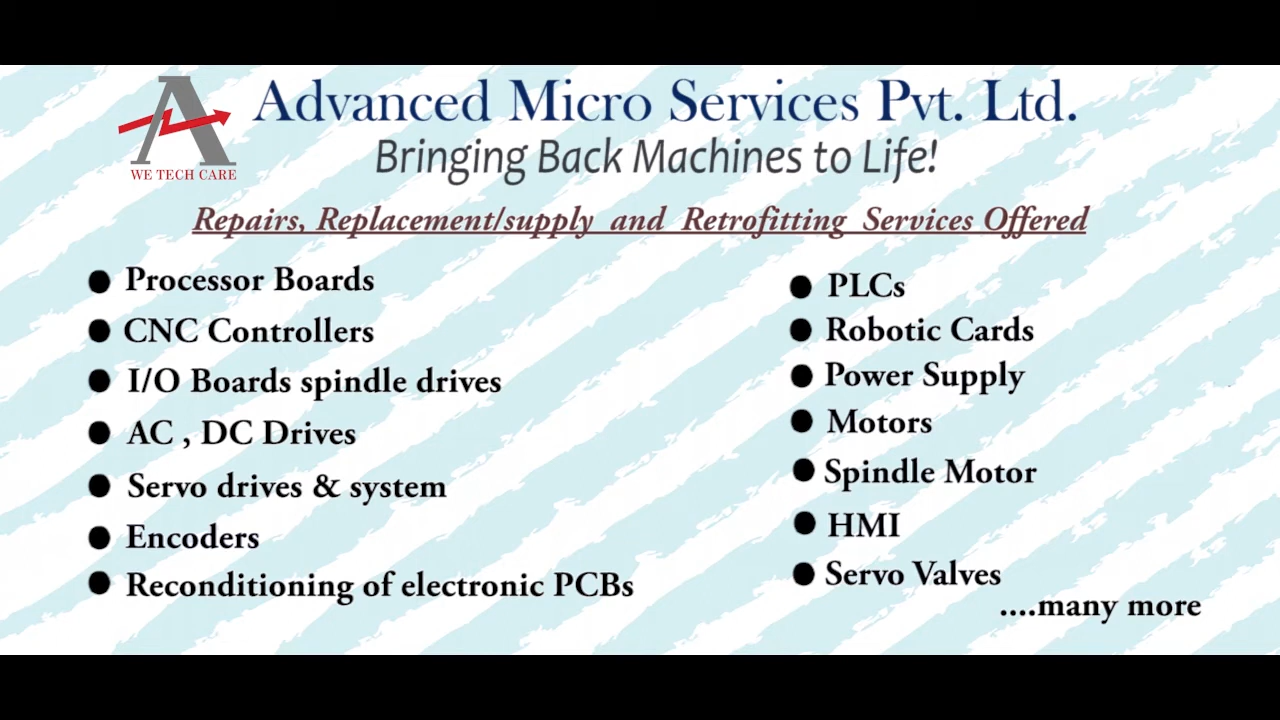 Advanced Micro Services Pvt. Ltd.
Bringing Back Machines to Life!
WE TECH CARE
Repairs, Replacement/supply and Retrofitting Services Offered
Processor Boards
CNC Controllers
I/O Boards spindle drives
AC , DC Drives
Servo drives & system
Encoders
Reconditioning of electronic PCBs
PLCs
Robotic Cards
Power Supply
Motors
Spindle Motor
HMI
Servo Valves
....many more